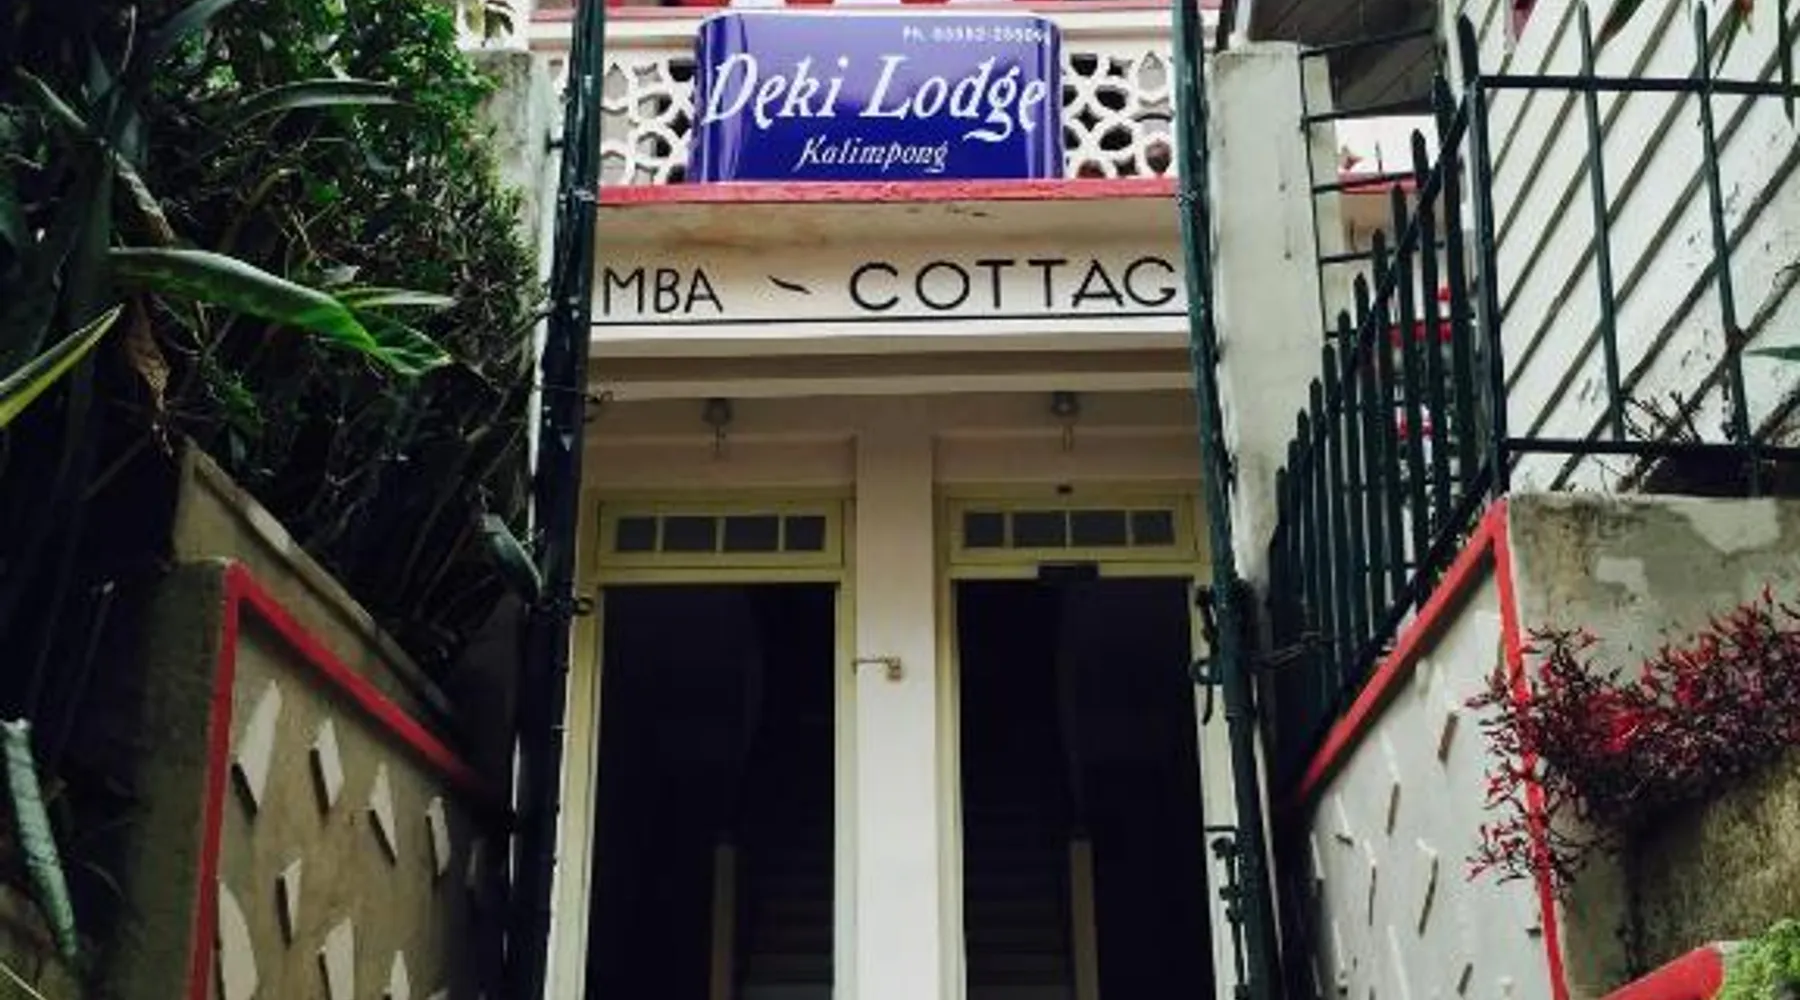 Deki Lodge
Kalimpong
MBA - COTTAG